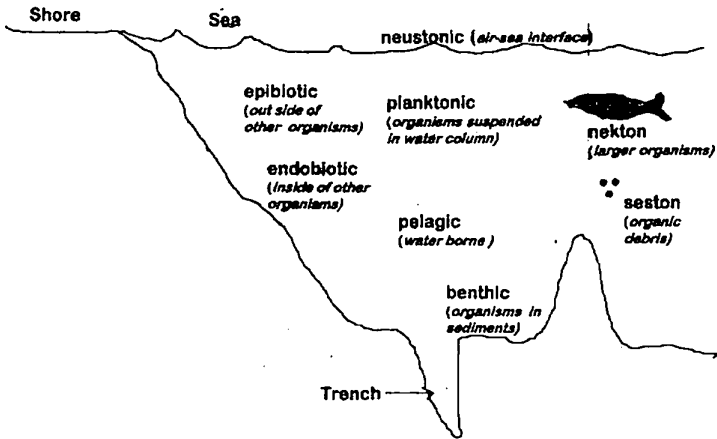 Shore
Sea
neustonic (air-sea interface)
epibiotic
(out side of
other organisms)
planktonic
(organisms suspended
in water column)
nekton
(larger organisms)
endobiotic
(inside of other
organisms)
seston
(organic
debris)
pelagic
(water borne)
benthic
(organisms in
sediments)
Trench